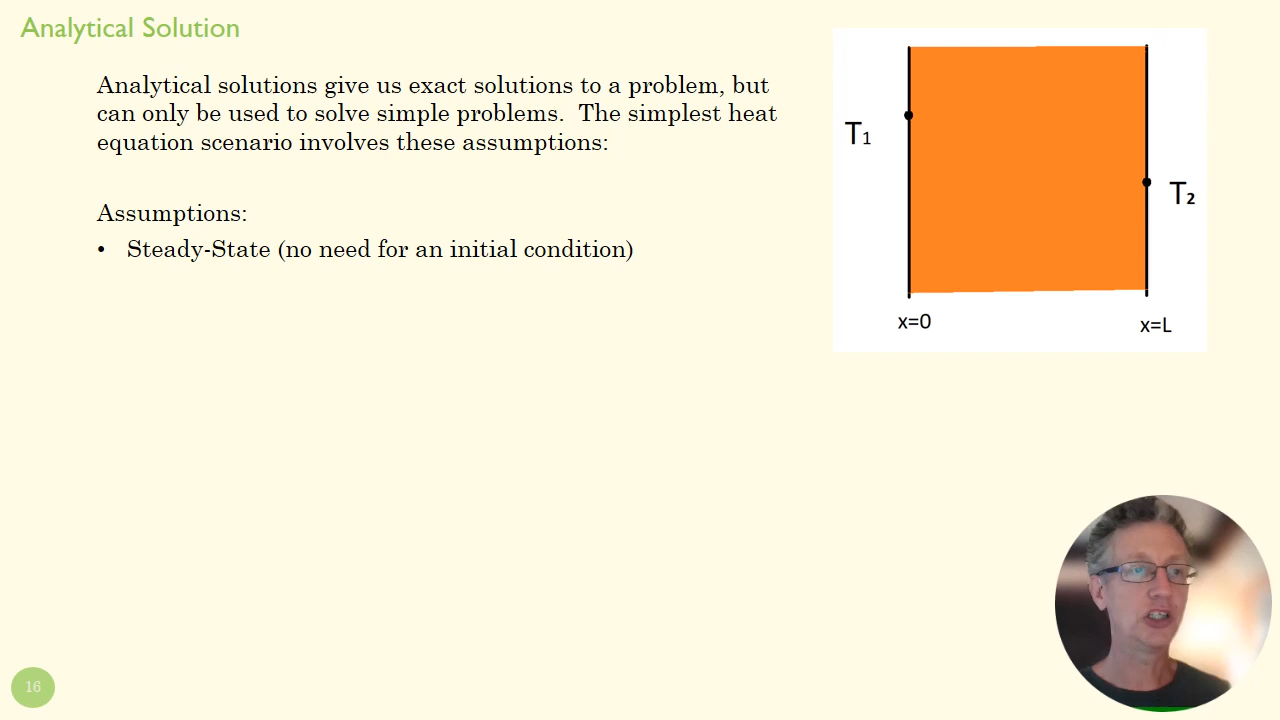 Analytical Solution
Analytical solutions give us exact solutions to a problem, but
can only be used to solve simple problems.  The simplest heat
equation scenario involves these assumptions:
Assumptions:
• Steady-State (no need for an initial condition)
T1
T2
x=0
x=L
16